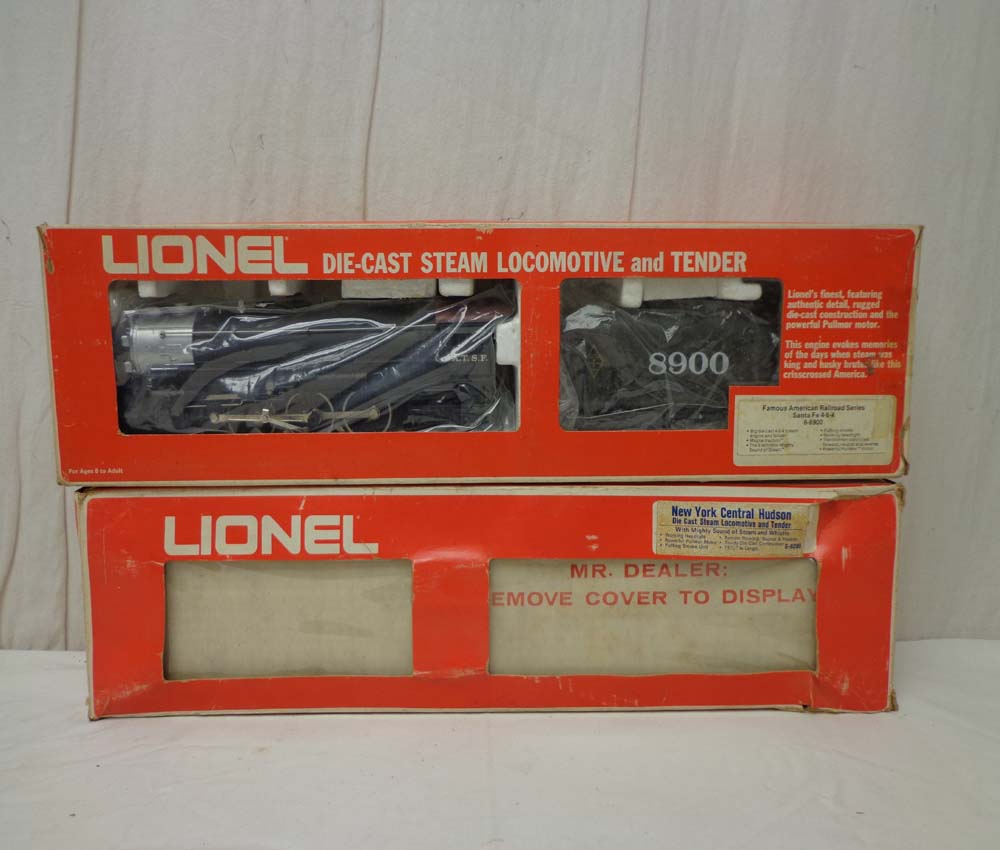 LIONEL
DIE-CAST STEAM LOCOMOTIVE and TENDER
Lionel's finest, featuring
authentic detail, rugged
die-cast construction and the
powerful Pullmor motor.
This engine evokes memories
of the days when steam was
king and husky brutes like this
crisscrossed America.
A.T.S.F.
8900
Famous American Railroad Series
Santa Fe 4-6-4
6-8900
For Ages 8 to Adult
LIONEL
New York Central Hudson
Die Cast Steam Locomotive and Tender
With Mighty Sound of Steam and Whistle
MR. DEALER:
EMOVE COVER TO DISPLAY